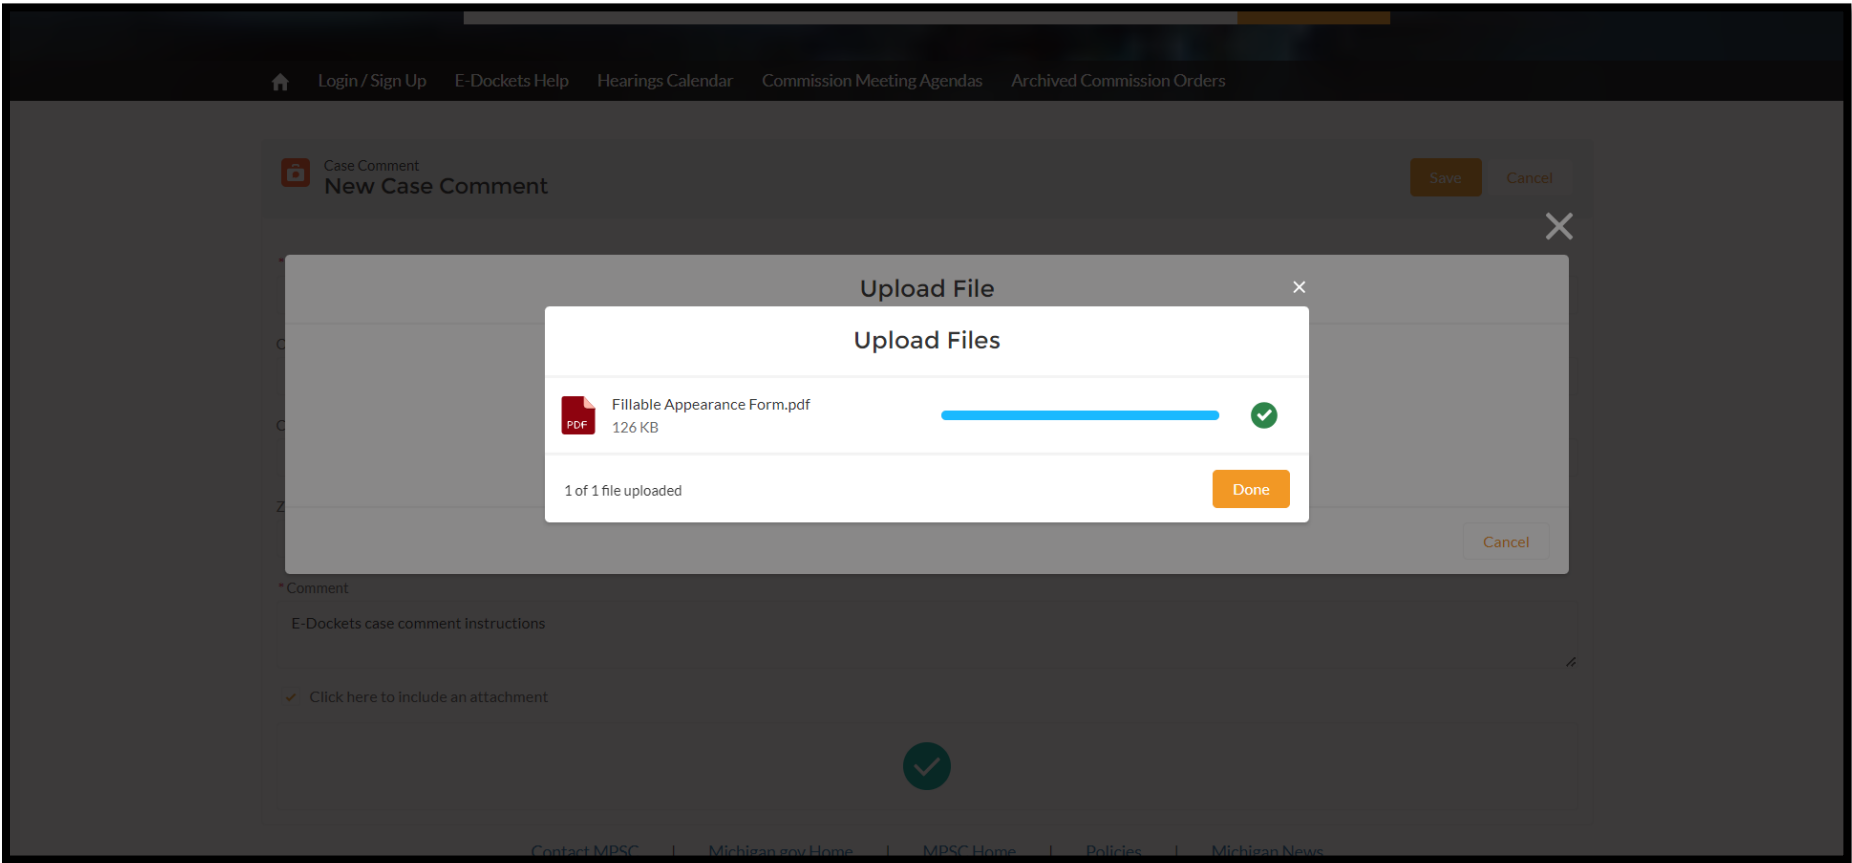 Login / Sign Up E-Dockets Help Hearings Calendar Commission Meeting Agendas Archived Commission Orders
Case Comment
New Case Comment
Save Cancel
*
Upload File
Upload Files
Fillable Appearance Form.pdf
PDF
126 KB
1 of 1 file uploaded
Done
Cancel
*Comment
E-Dockets case comment instructions
Click here to include an attachment
Contact MPSC | Michigan.gov Home | MPSC Home | Policies | Michigan News